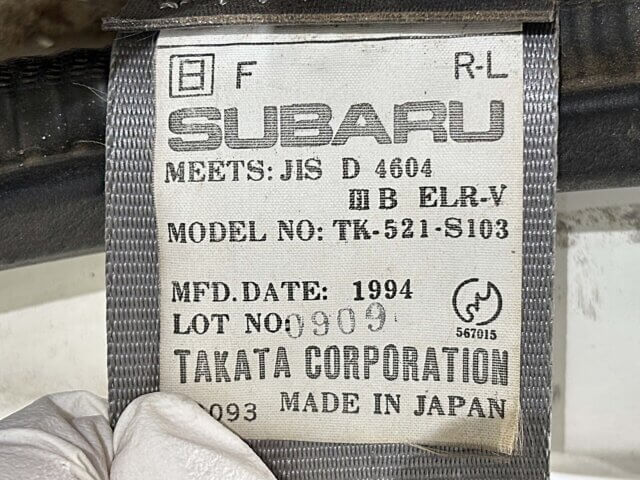 日 F R-L
SUBARU
MEETS: JIS D 4604
ⅢB ELR-V
MODEL NO: TK-521-S103
MFD. DATE: 1994
LOT NO: 0909
567015
TAKATA CORPORATION
093 MADE IN JAPAN